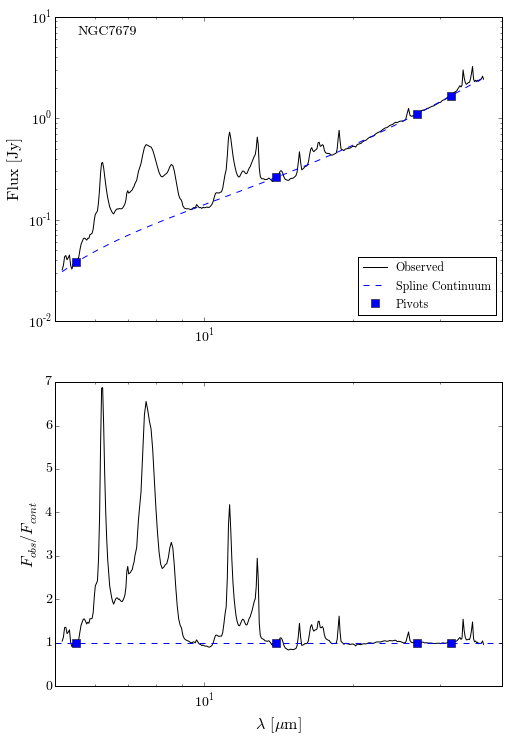 10^1
NGC7679
10^0
Flux [Jy]
10^-1
Observed
Spline Continuum
Pivots
10^-2
10^1
7
6
5
4
F_obs/F_cont
3
2
1
0
10^1
λ [μm]